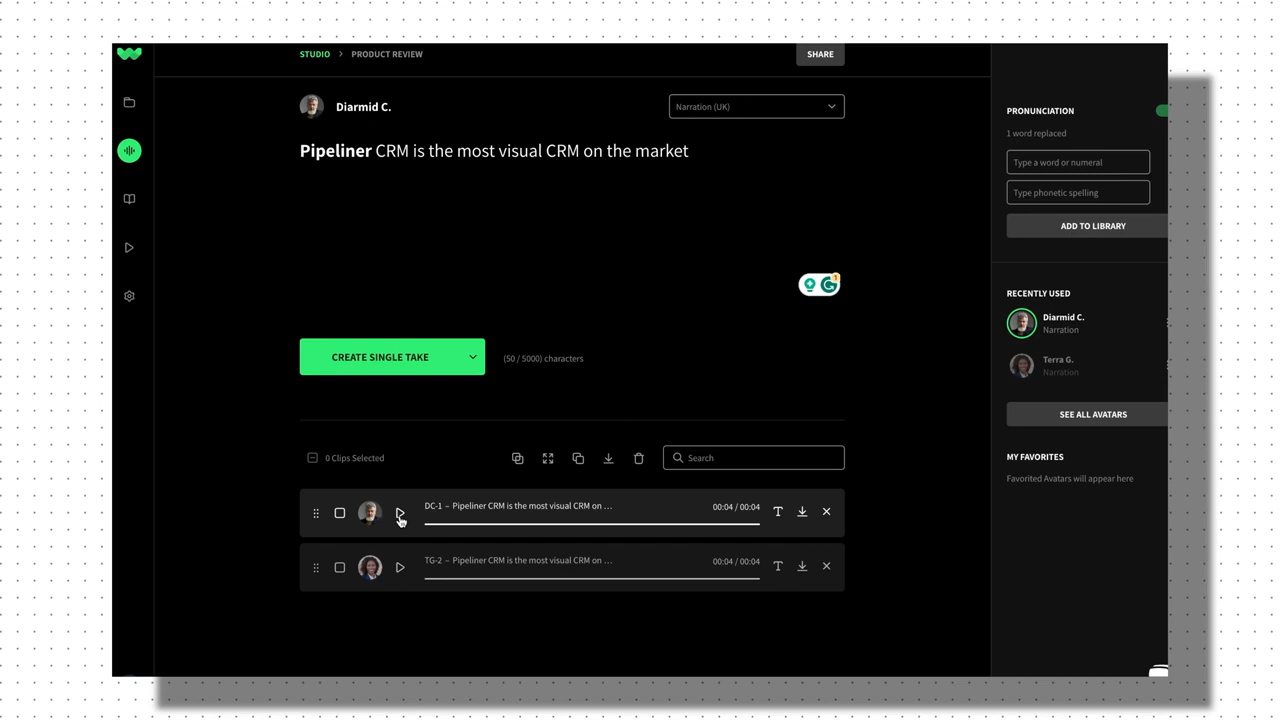 STUDIO > PRODUCT REVIEW
SHARE
Diarmid C.
Narration (UK)
Pipeliner CRM is the most visual CRM on the market
1
CREATE SINGLE TAKE
(50 / 5000) characters
0 Clips Selected
Search
DC-1 – Pipeliner CRM is the most visual CRM on ...
00:04 / 00:04
TG-2 – Pipeliner CRM is the most visual CRM on ...
00:04 / 00:04
PRONUNCIATION
1 word replaced
Type a word or numeral
Type phonetic spelling
ADD TO LIBRARY
RECENTLY USED
Diarmid C.
Narration
Terra G.
Narration
SEE ALL AVATARS
MY FAVORITES
Favorited Avatars will appear here